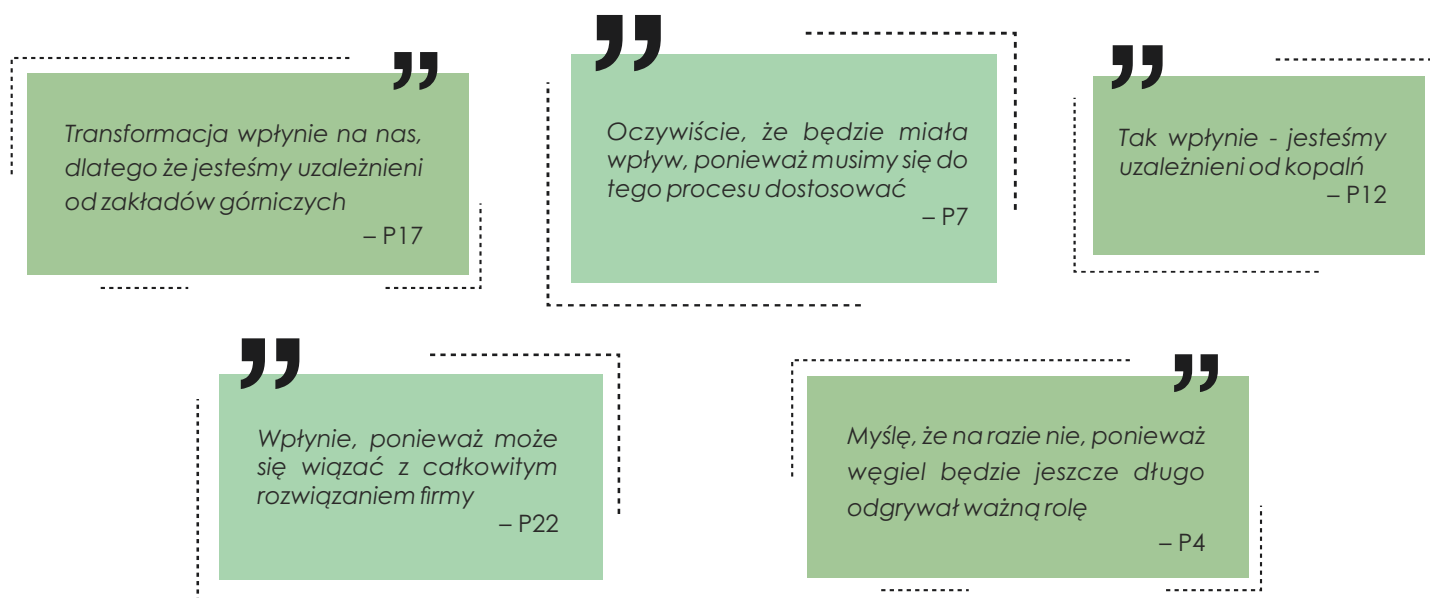 Transformacja wpłynie na nas,
dlatego że jesteśmy uzależnieni
od zakładów górniczych
– P17
Oczywiście, że będzie miała
wpływ, ponieważ musimy się do
tego procesu dostosować
– P7
Tak wpłynie - jesteśmy
uzależnieni od kopalń
– P12
Wpłynie, ponieważ może
się wiązać z całkowitym
rozwiązaniem firmy
– P22
Myślę, że na razie nie, ponieważ
węgiel będzie jeszcze długo
odgrywał ważną rolę
– P4